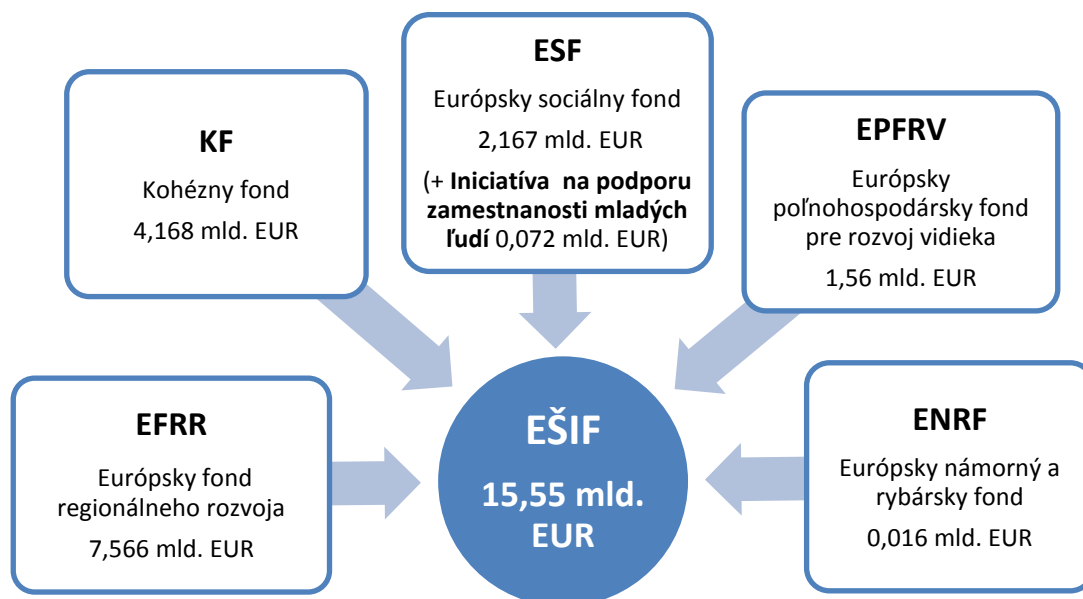 ESF
Európsky sociálny fond
2,167 mld. EUR
(+ Iniciatíva na podporu
zamestnanosti mladých
ľudí 0,072 mld. EUR)
KF
Kohézny fond
4,168 mld. EUR
EPFRV
Európsky
poľnohospodársky fond
pre rozvoj vidieka
1,56 mld. EUR
EFRR
Európsky fond
regionálneho rozvoja
7,566 mld. EUR
EŠIF
15,55 mld.
EUR
ENRF
Európsky námorný a
rybársky fond
0,016 mld. EUR